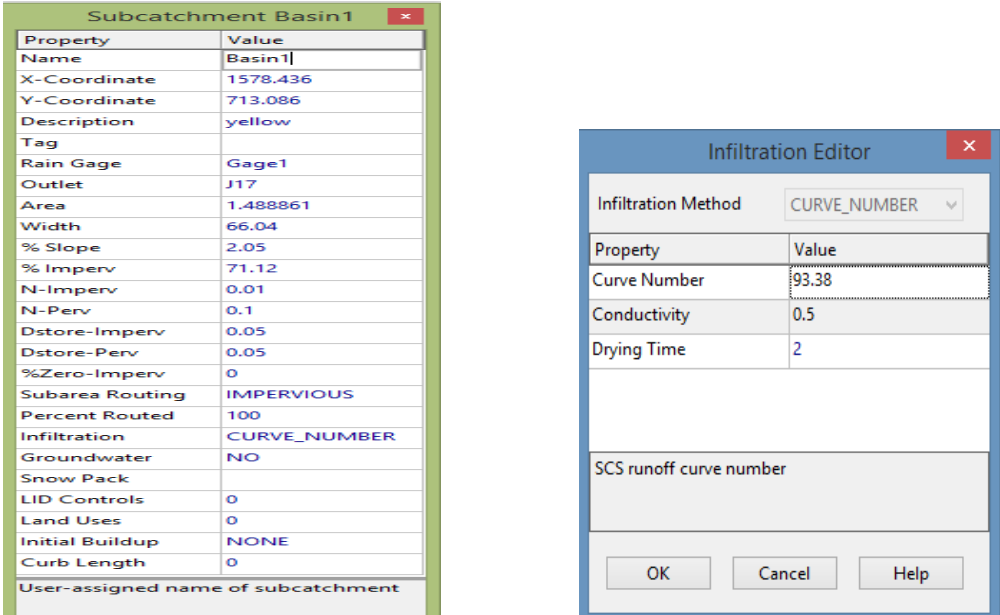 Subcatchment Basin1
Property Value
Name Basin1
X-Coordinate 1578.436
Y-Coordinate 713.086
Description yellow
Tag
Rain Gage Gage1
Outlet J17
Area 1.488861
Width 66.04
% Slope 2.05
% Imperv 71.12
N-Imperv 0.01
N-Perv 0.1
Dstore-Imperv 0.05
Dstore-Perv 0.05
%Zero-Imperv 0
Subarea Routing IMPERVIOUS
Percent Routed 100
Infiltration CURVE_NUMBER
Groundwater NO
Snow Pack
LID Controls 0
Land Uses 0
Initial Buildup NONE
Curb Length 0
User-assigned name of subcatchment
Infiltration Editor
Infiltration Method CURVE_NUMBER
Property Value
Curve Number 93.38
Conductivity 0.5
Drying Time 2
SCS runoff curve number
OK Cancel Help